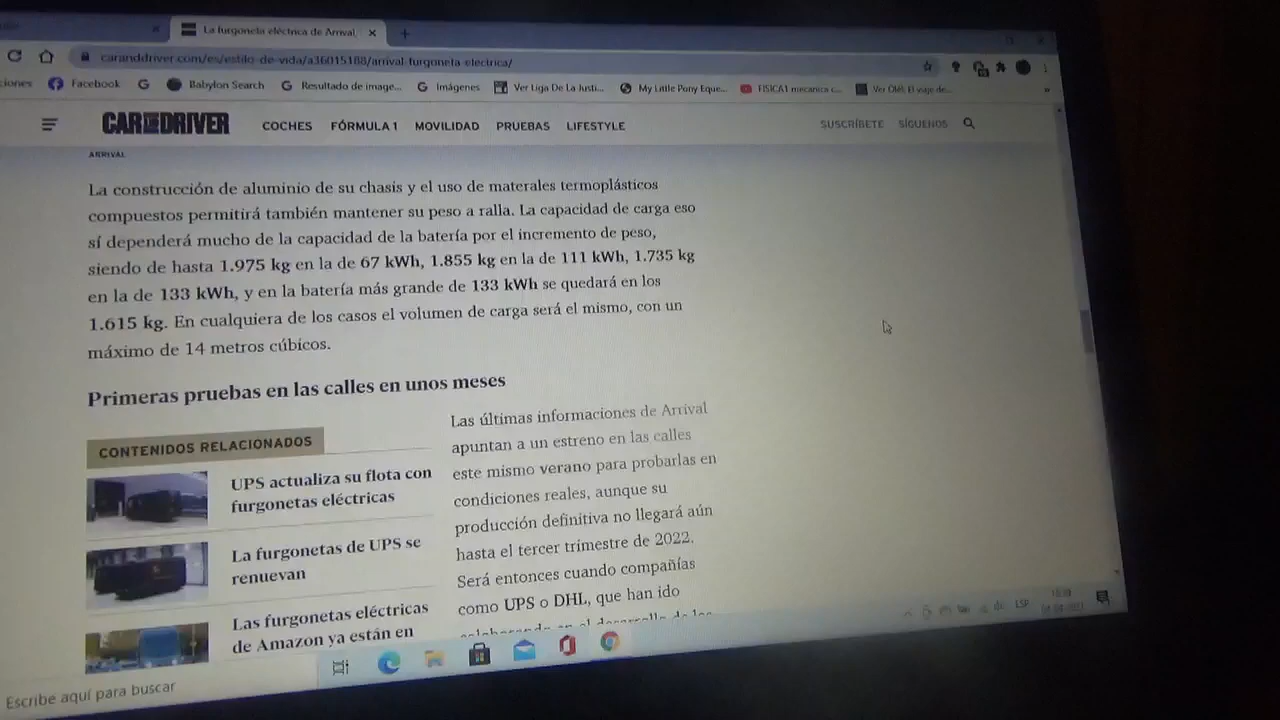 La furgoneta eléctrica de Arrival
caranddriver.com/es/estilo-de-vida/a36015188/arrival-furgoneta-electrica/
ciones
Facebook
Babylon Search
Resultado de image...
Imágenes
Ver Liga De La Justi...
My Little Pony Eque...
FISICA1 mecanica c...
CAR AND DRIVER
COCHES
FÓRMULA 1
MOVILIDAD
PRUEBAS
LIFESTYLE
SUSCRÍBETE
SÍGUENOS
ARRIVAL
La construcción de aluminio de su chasis y el uso de materales termoplásticos
compuestos permitirá también mantener su peso a ralla. La capacidad de carga eso
sí dependerá mucho de la capacidad de la batería por el incremento de peso,
siendo de hasta 1.975 kg en la de 67 kWh, 1.855 kg en la de 111 kWh, 1.735 kg
en la de 133 kWh, y en la batería más grande de 133 kWh se quedará en los
1.615 kg. En cualquiera de los casos el volumen de carga será el mismo, con un
máximo de 14 metros cúbicos.
Primeras pruebas en las calles en unos meses
CONTENIDOS RELACIONADOS
UPS actualiza su flota con
furgonetas eléctricas
La furgonetas de UPS se
renuevan
Las furgonetas eléctricas
de Amazon ya están en
Las últimas informaciones de Arrival
apuntan a un estreno en las calles
este mismo verano para probarlas en
condiciones reales, aunque su
producción definitiva no llegará aún
hasta el tercer trimestre de 2022.
Será entonces cuando compañías
como UPS o DHL, que han ido
Escribe aquí para buscar
ESP